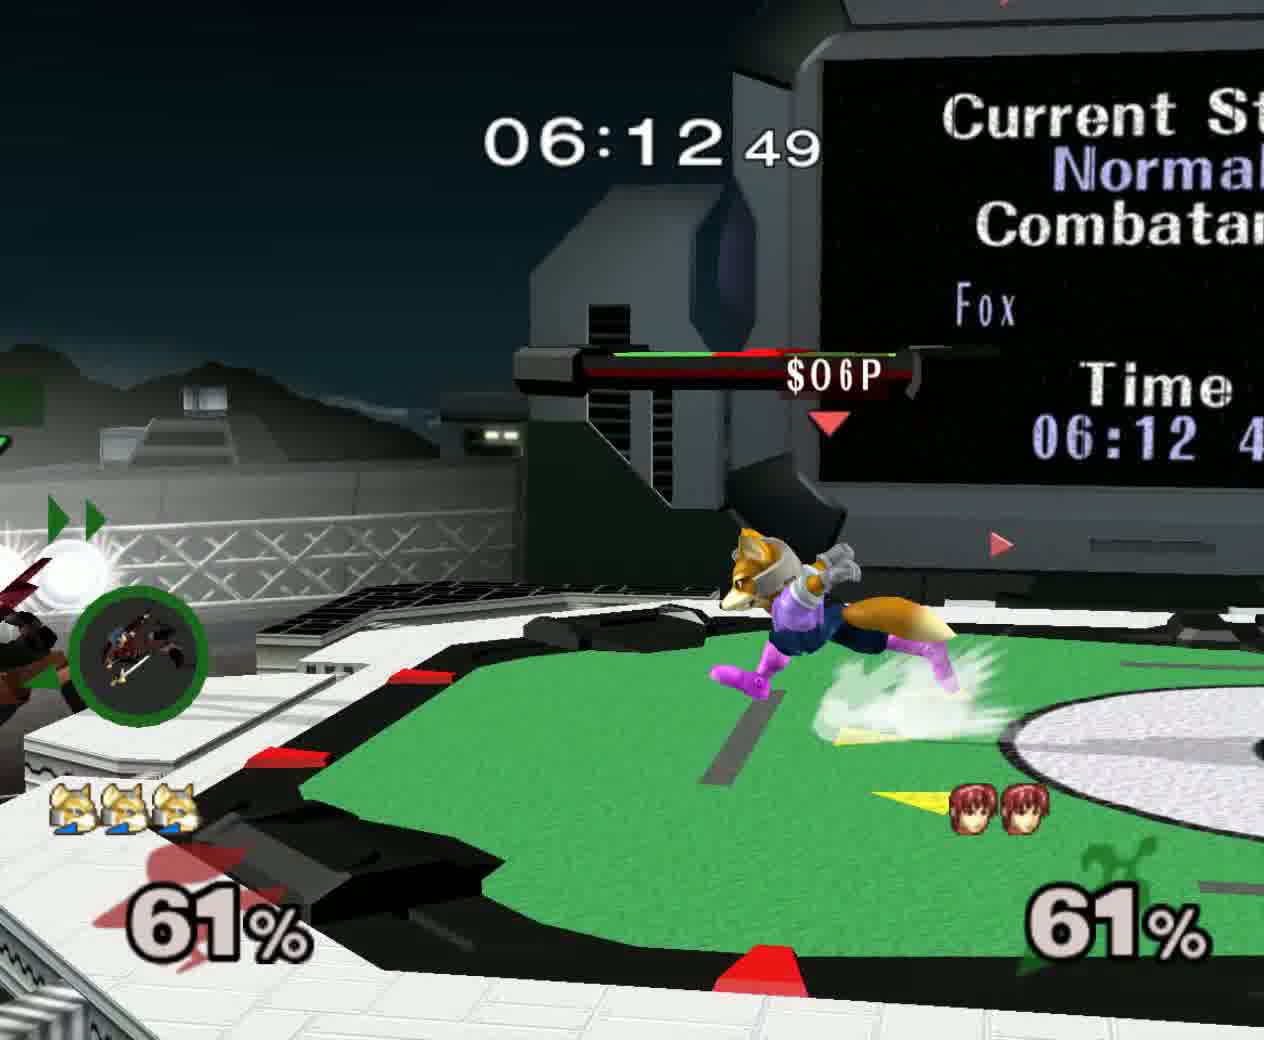 06:12 49
Current St
Normal
Combatan
Fox
$06P
Time
06:12 4
61%
61%